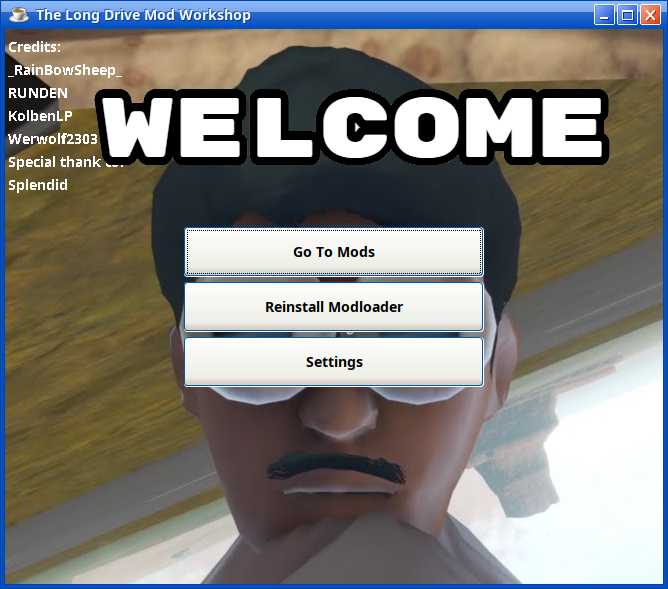 The Long Drive Mod Workshop
Credits:
_RainBowSheep_
RUNDEN
KolbenLP
Werwolf2303
Special thank to:
Splendid
WELCOME
Go To Mods
Reinstall Modloader
Settings